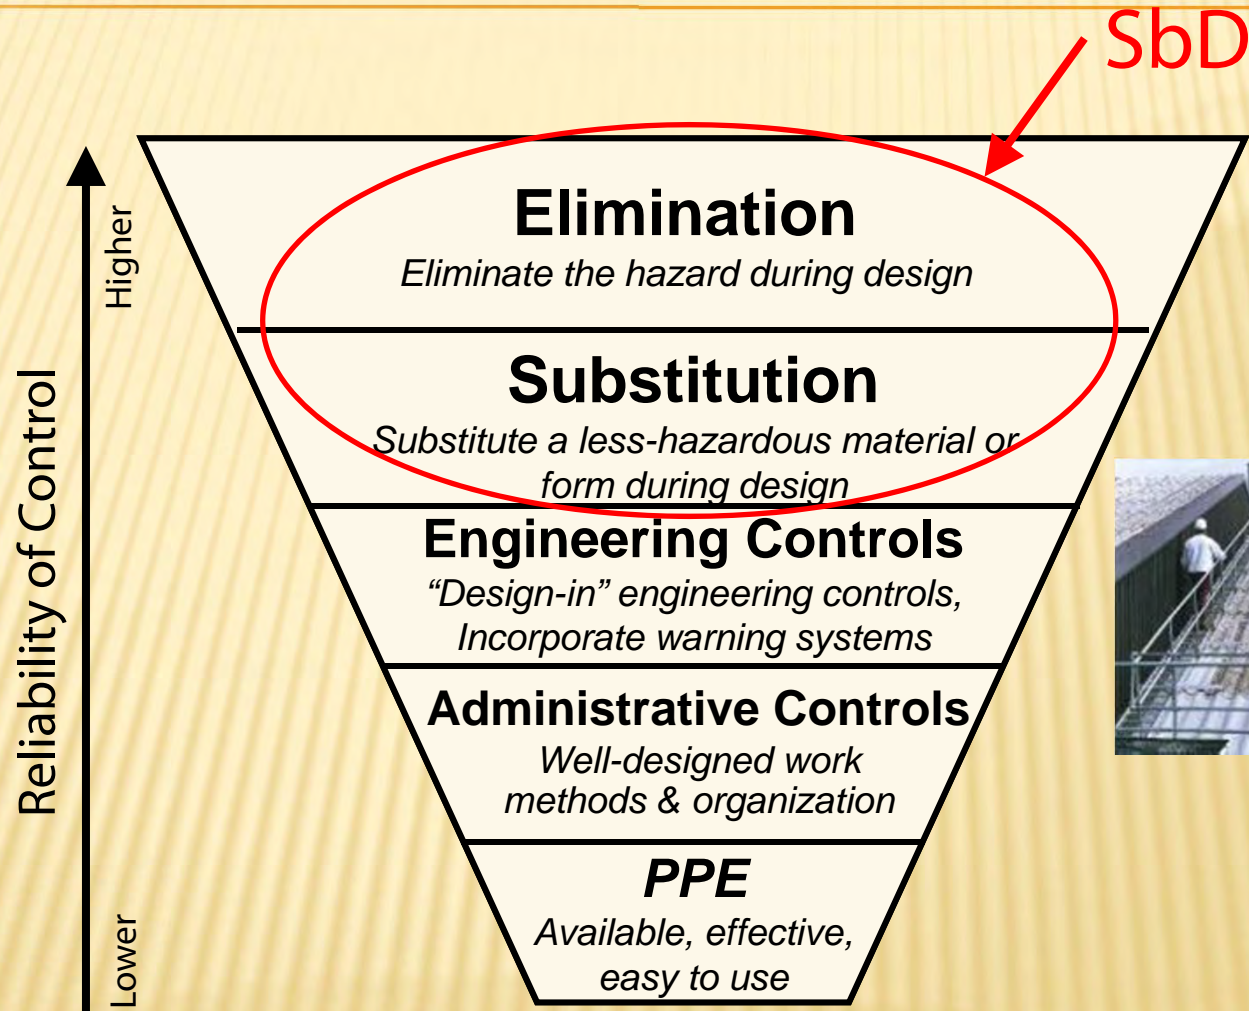 SbD
Higher
Reliability of Control
Lower
Elimination
Eliminate the hazard during design
Substitution
Substitute a less-hazardous material or
form during design
Engineering Controls
“Design-in” engineering controls,
Incorporate warning systems
Administrative Controls
Well-designed work
methods & organization
PPE
Available, effective,
easy to use